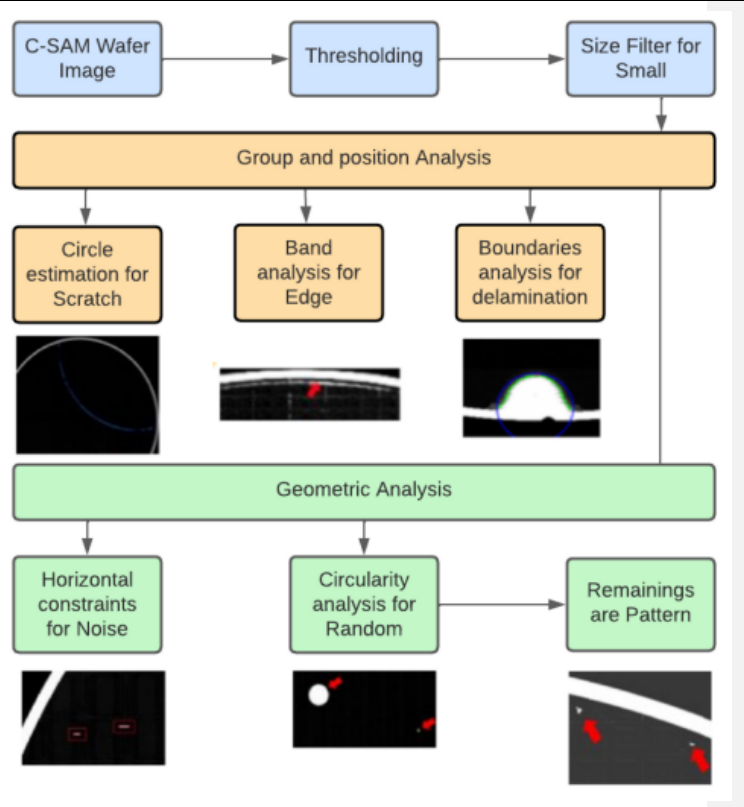 C-SAM Wafer
Image
Thresholding
Size Filter for
Small
Group and position Analysis
Circle
estimation for
Scratch
Band
analysis for
Edge
Boundaries
analysis for
delamination
Geometric Analysis
Horizontal
constraints
for Noise
Circularity
analysis for
Random
Remainings
are Pattern